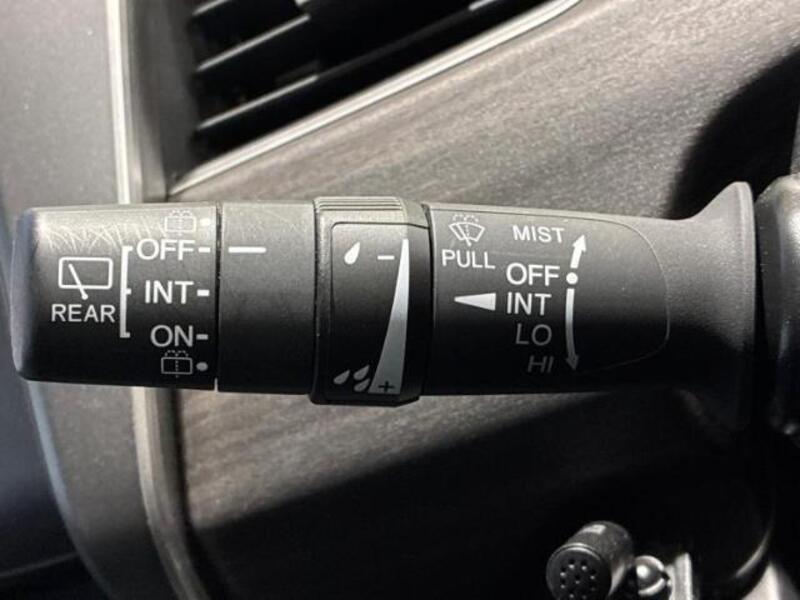 OFF
INT
ON
REAR
−
+
PULL
MIST
OFF
INT
LO
HI